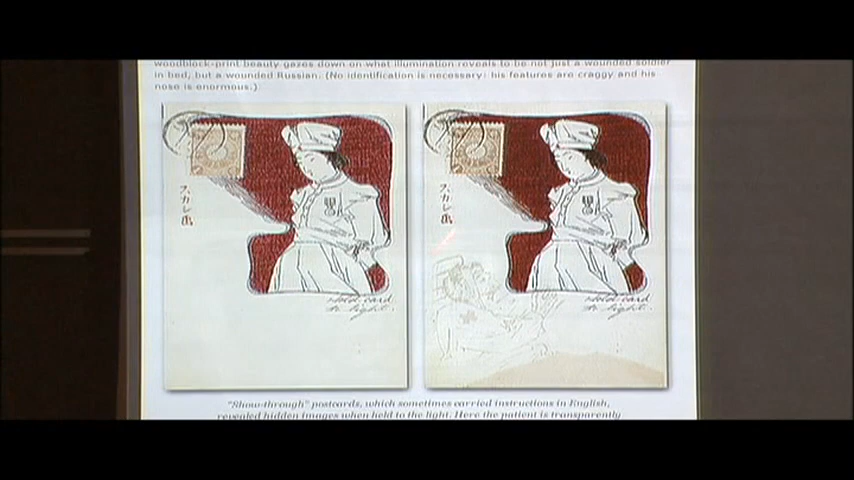 woodblock-print beauty gazes down on what illumination reveals to be not just a wounded soldier
in bed, but a wounded Russian. (No identification is necessary: his features are craggy and his
nose is enormous.)
スカシ画
Hold card
to light.
スカシ画
Hold card
to light.
"Show-through" postcards, which sometimes carried instructions in English,
revealed hidden images when held to the light. Here the patient is transparently